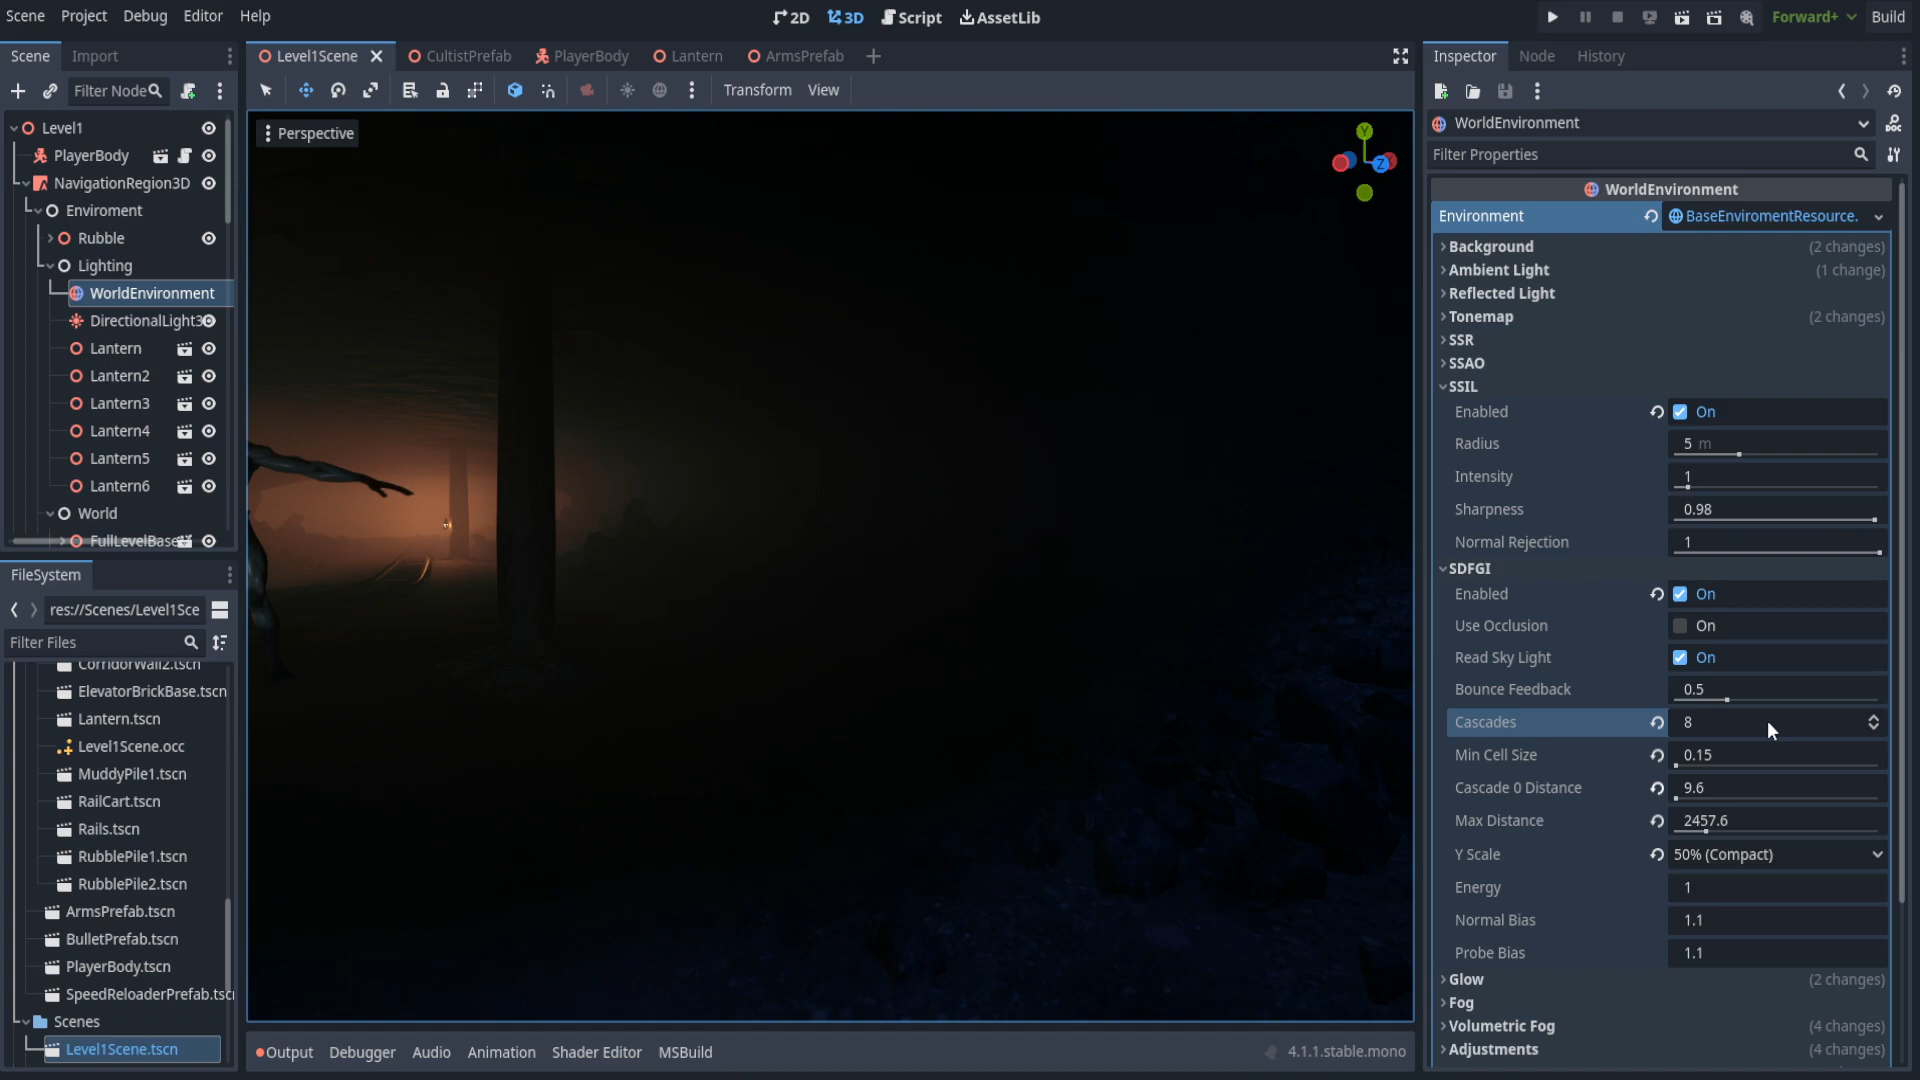 Scene Project Debug Editor Help
2D 3D Script AssetLib
Forward+ Build
Scene Import
Filter Node
Level1
PlayerBody
NavigationRegion3D
Enviroment
Rubble
Lighting
WorldEnvironment
DirectionalLight3
Lantern
Lantern2
Lantern3
Lantern4
Lantern5
Lantern6
World
FullLevelBase
FileSystem
res://Scenes/Level1Sce
Filter Files
CorridorWall2.tscn
ElevatorBrickBase.tscn
Lantern.tscn
Level1Scene.occ
MuddyPile1.tscn
RailCart.tscn
Rails.tscn
RubblePile1.tscn
RubblePile2.tscn
ArmsPrefab.tscn
BulletPrefab.tscn
PlayerBody.tscn
SpeedReloaderPrefab.tscn
Scenes
Level1Scene.tscn
Level1Scene CultistPrefab PlayerBody Lantern ArmsPrefab
Transform View
Perspective
Y
Z
Output Debugger Audio Animation Shader Editor MSBuild 4.1.1.stable.mono
Inspector Node History
WorldEnvironment
Filter Properties
WorldEnvironment
Environment BaseEnviromentResource.
Background (2 changes)
Ambient Light (1 change)
Reflected Light
Tonemap (2 changes)
SSR
SSAO
SSIL
Enabled On
Radius 5 m
Intensity 1
Sharpness 0.98
Normal Rejection 1
SDFGI
Enabled On
Use Occlusion On
Read Sky Light On
Bounce Feedback 0.5
Cascades 8
Min Cell Size 0.15
Cascade 0 Distance 9.6
Max Distance 2457.6
Y Scale 50% (Compact)
Energy 1
Normal Bias 1.1
Probe Bias 1.1
Glow (2 changes)
Fog
Volumetric Fog (4 changes)
Adjustments (4 changes)